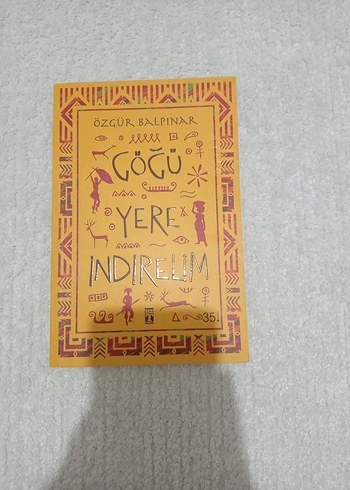 ÖZGÜR BALPINAR
GÖĞÜ
YERE
İNDİRELİM
35.